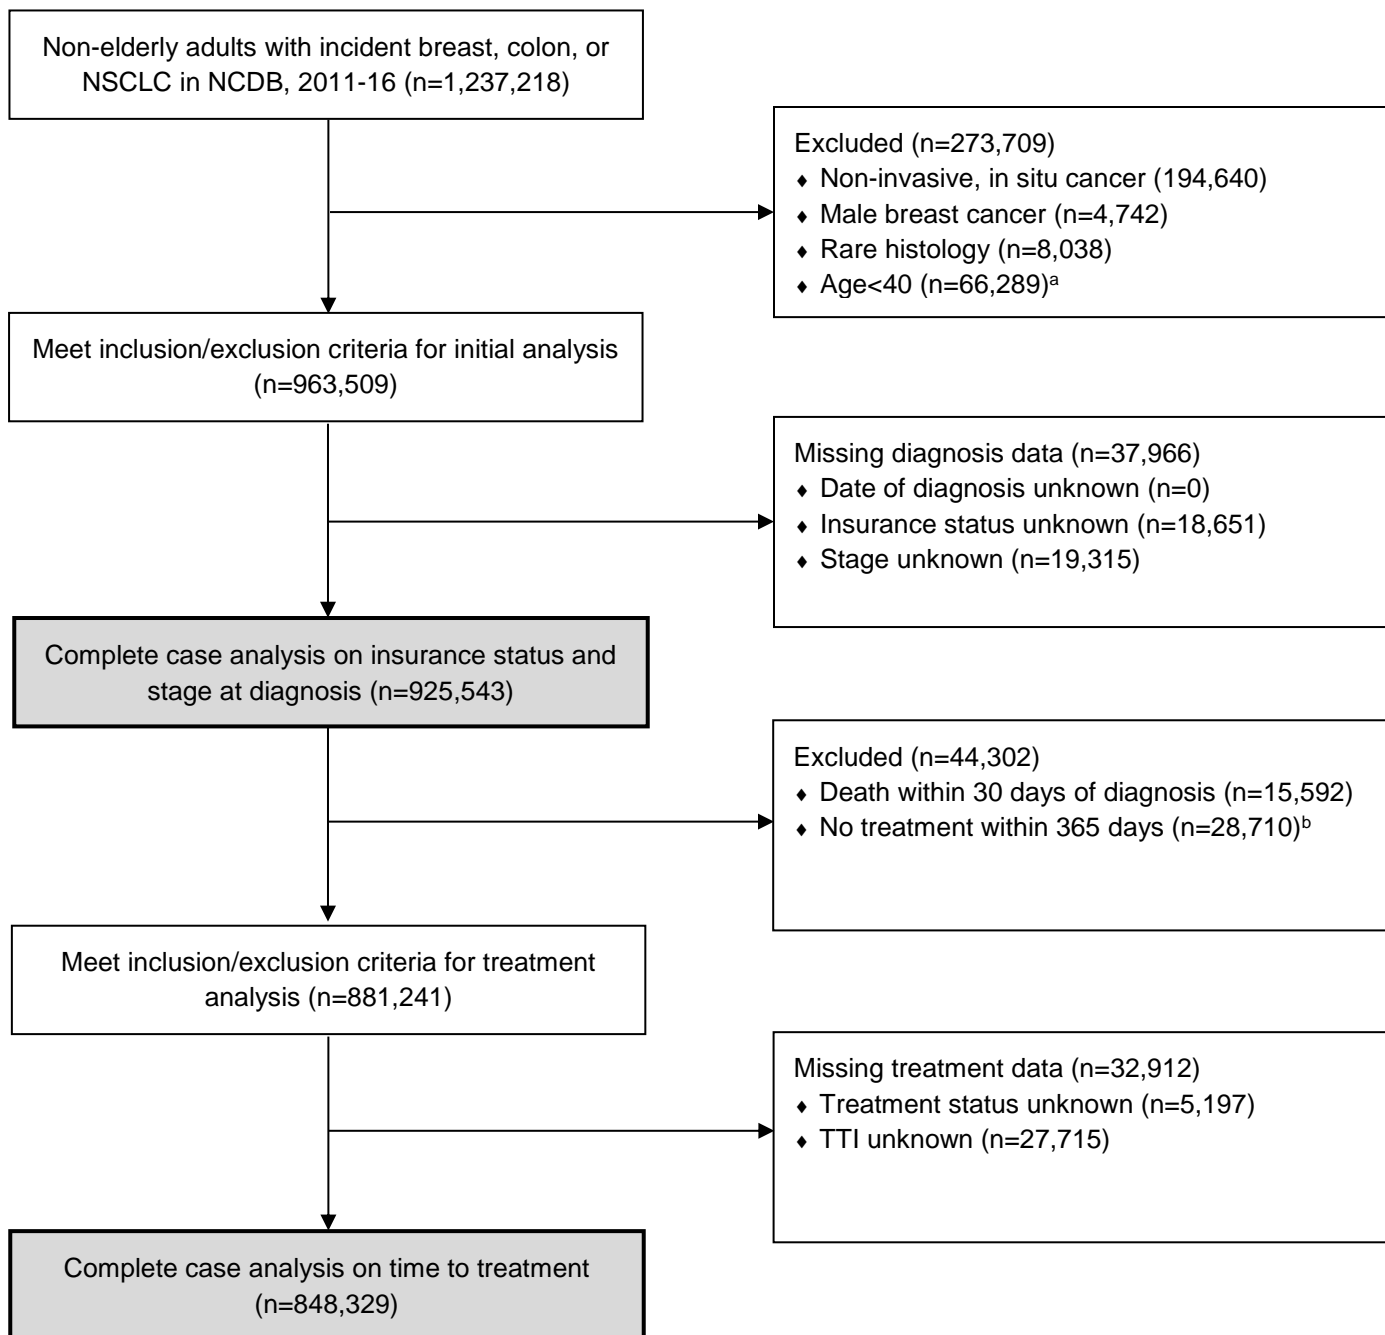 Non-elderly adults with incident breast, colon, or
NSCLC in NCDB, 2011-16 (n=1,237,218)
Excluded (n=273,709)
♦ Non-invasive, in situ cancer (194,640)
♦ Male breast cancer (n=4,742)
♦ Rare histology (n=8,038)
♦ Age<40 (n=66,289)ᵃ
Meet inclusion/exclusion criteria for initial analysis
(n=963,509)
Missing diagnosis data (n=37,966)
♦ Date of diagnosis unknown (n=0)
♦ Insurance status unknown (n=18,651)
♦ Stage unknown (n=19,315)
Complete case analysis on insurance status and
stage at diagnosis (n=925,543)
Excluded (n=44,302)
♦ Death within 30 days of diagnosis (n=15,592)
♦ No treatment within 365 days (n=28,710)ᵇ
Meet inclusion/exclusion criteria for treatment
analysis (n=881,241)
Missing treatment data (n=32,912)
♦ Treatment status unknown (n=5,197)
♦ TTI unknown (n=27,715)
Complete case analysis on time to treatment
(n=848,329)